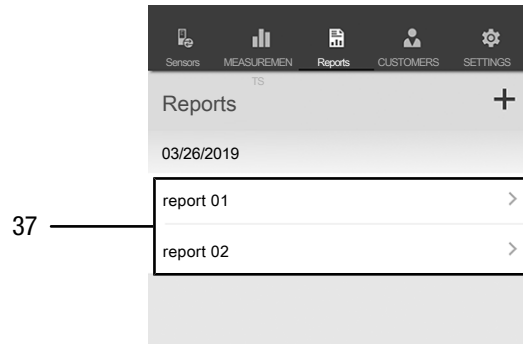 Sensors MEASUREMEN Reports CUSTOMERS SETTINGS
TS
Reports +
03/26/2019
37
report 01 >
report 02 >